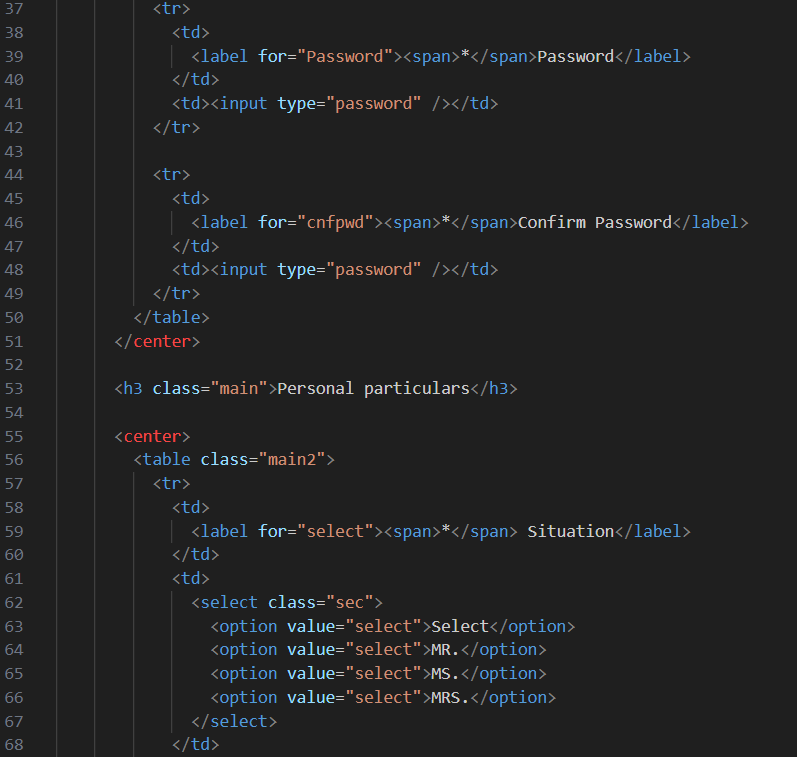 37 <tr>
38 <td>
39 <label for="Password"><span>*</span>Password</label>
40 </td>
41 <td><input type="password" /></td>
42 </tr>
43
44 <tr>
45 <td>
46 <label for="cnfpwd"><span>*</span>Confirm Password</label>
47 </td>
48 <td><input type="password" /></td>
49 </tr>
50 </table>
51 </center>
52
53 <h3 class="main">Personal particulars</h3>
54
55 <center>
56 <table class="main2">
57 <tr>
58 <td>
59 <label for="select"><span>*</span> Situation</label>
60 </td>
61 <td>
62 <select class="sec">
63 <option value="select">Select</option>
64 <option value="select">MR.</option>
65 <option value="select">MS.</option>
66 <option value="select">MRS.</option>
67 </select>
68 </td>